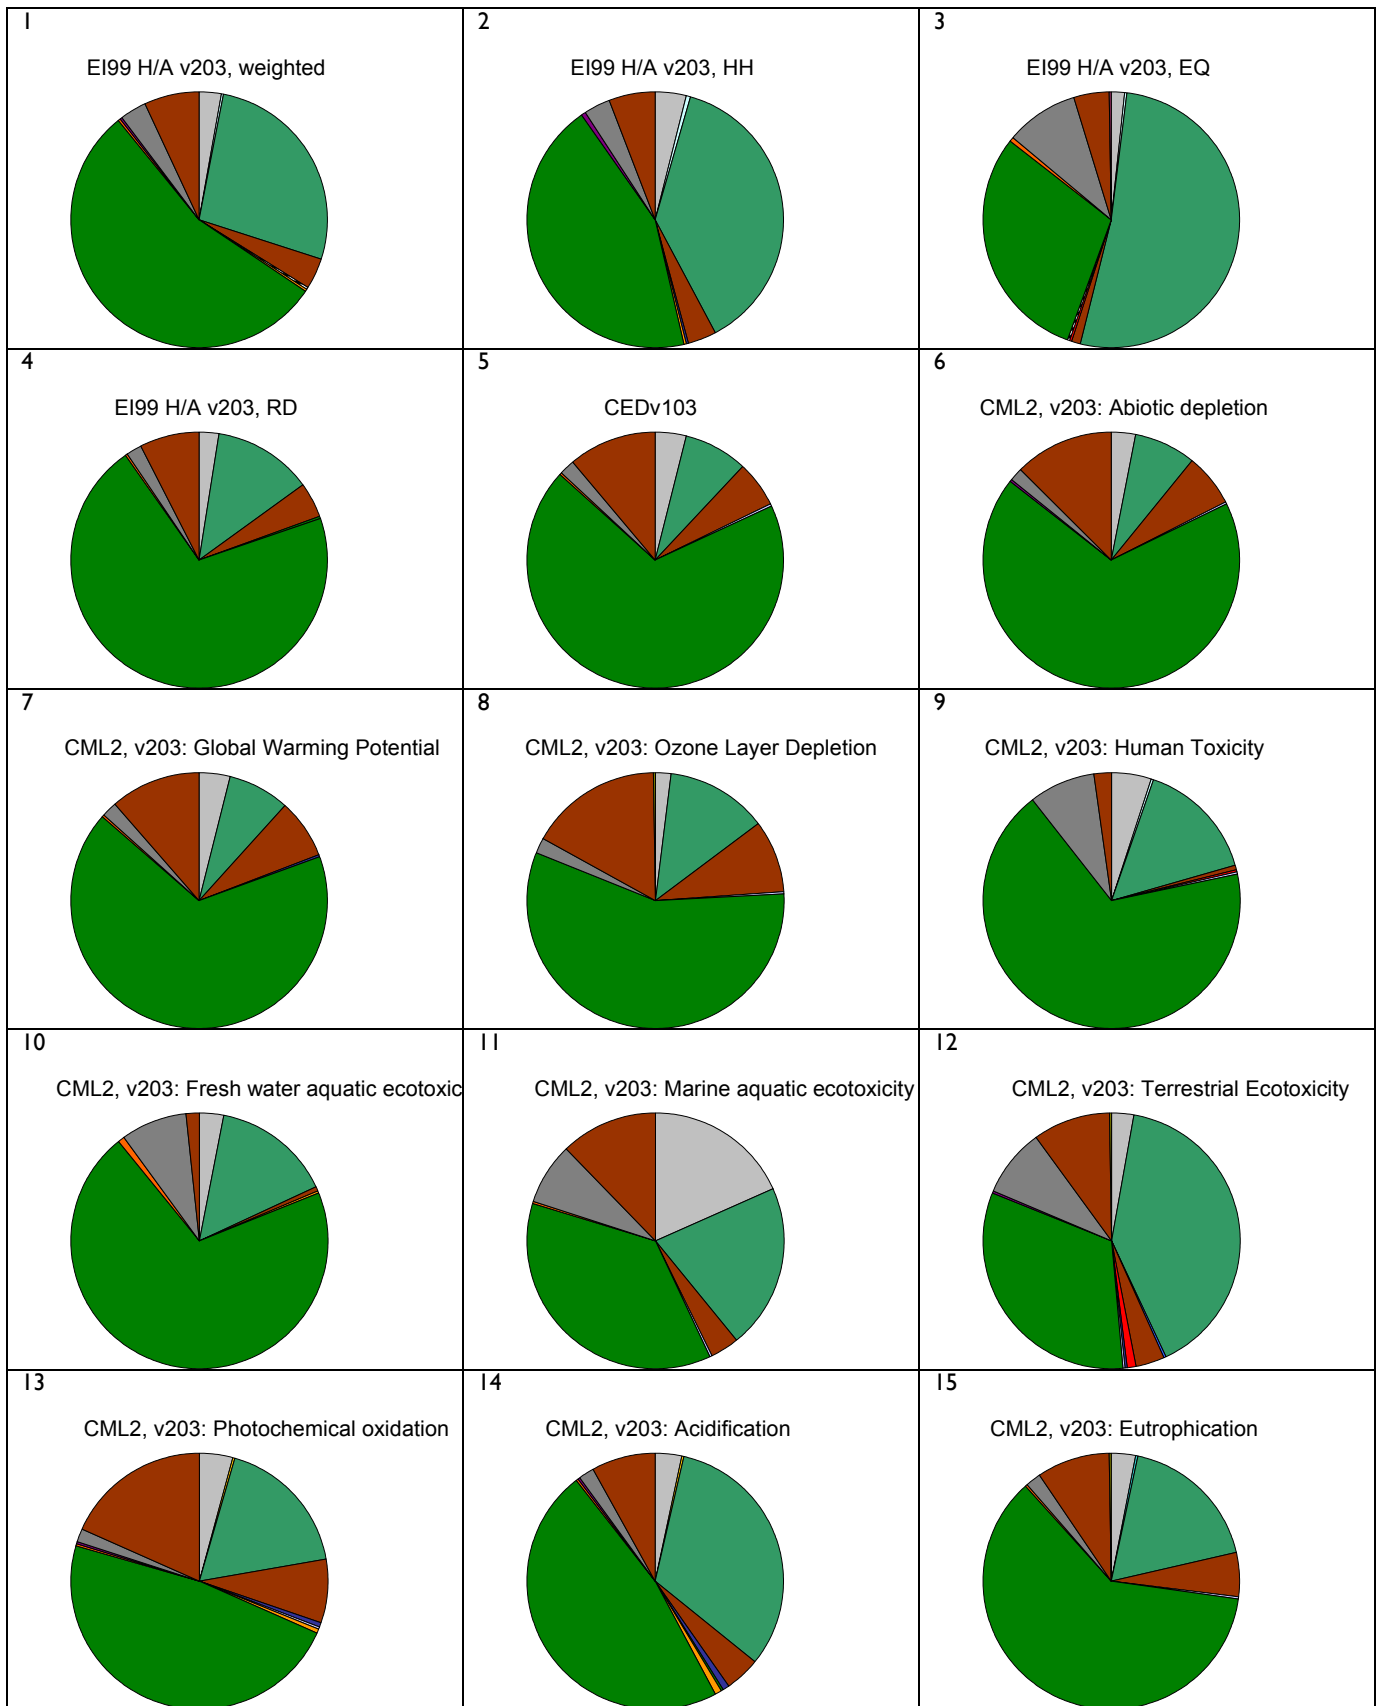 1
EI99 H/A v203, weighted
2
EI99 H/A v203, HH
3
EI99 H/A v203, EQ
4
EI99 H/A v203, RD
5
CEDv103
6
CML2, v203: Abiotic depletion
7
CML2, v203: Global Warming Potential
8
CML2, v203: Ozone Layer Depletion
9
CML2, v203: Human Toxicity
10
CML2, v203: Fresh water aquatic ecotoxic
11
CML2, v203: Marine aquatic ecotoxicity
12
CML2, v203: Terrestrial Ecotoxicity
13
CML2, v203: Photochemical oxidation
14
CML2, v203: Acidification
15
CML2, v203: Eutrophication